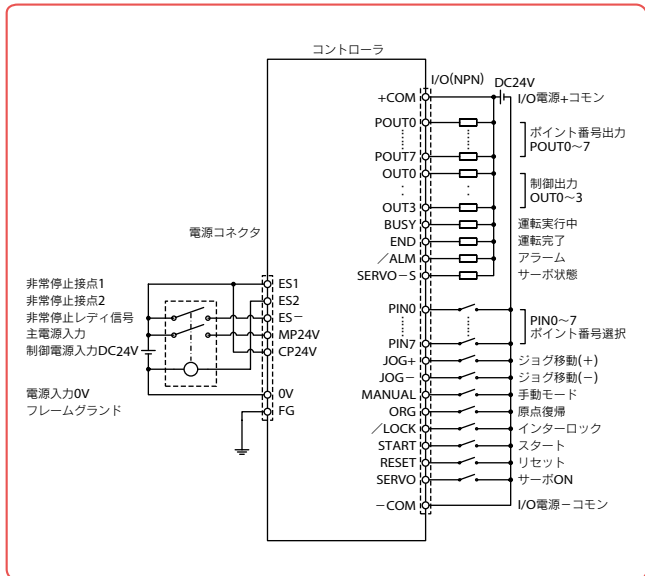 コントローラ
I/O(NPN)
DC24V
+COM
I/O電源+コモン
POUT0
POUT7
ポイント番号出力
POUT0～7
OUT0
OUT3
制御出力
OUT0～3
BUSY
運転実行中
END
運転完了
／ALM
アラーム
SERVO－S
サーボ状態
電源コネクタ
非常停止接点1
ES1
非常停止接点2
ES2
非常停止レディ信号
ES－
主電源入力
MP24V
制御電源入力DC24V
CP24V
電源入力0V
0V
フレームグランド
FG
PIN0
PIN7
PIN0～7
ポイント番号選択
JOG+
ジョグ移動(+)
JOG－
ジョグ移動(－)
MANUAL
手動モード
ORG
原点復帰
／LOCK
インターロック
START
スタート
RESET
リセット
SERVO
サーボON
－COM
I/O電源－コモン